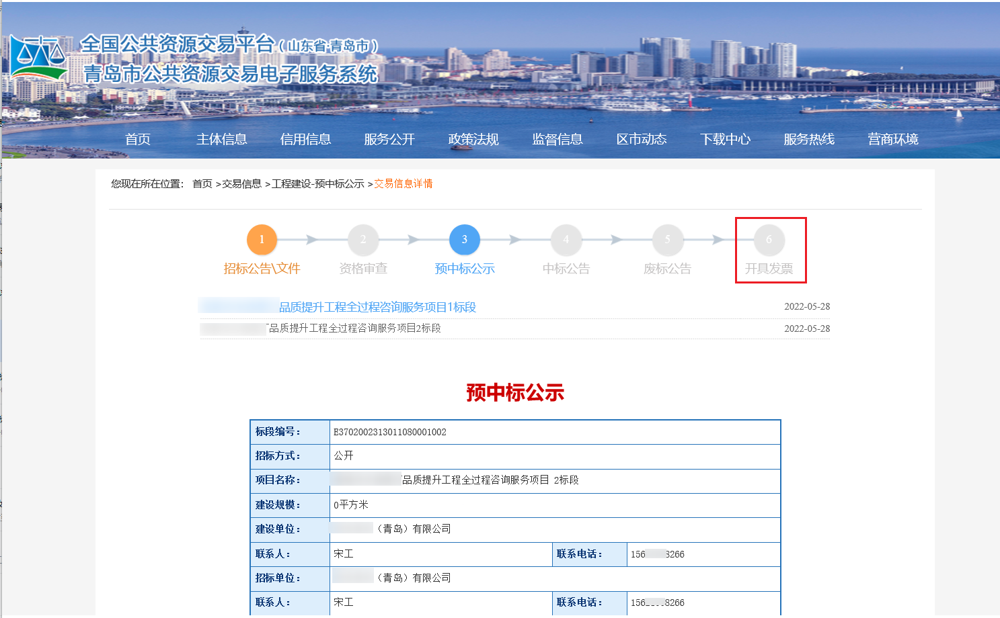 全国公共资源交易平台（山东省·青岛市）
青岛市公共资源交易电子服务系统
首页 主体信息 信用信息 服务公开 政策法规 监督信息 区市动态 下载中心 服务热线 营商环境
您现在所在位置： 首页 >交易信息 >工程建设-预中标公示 >交易信息详情
1 2 3 4 5 6
招标公告\文件 资格审查 预中标公示 中标公告 废标公告 开具发票
品质提升工程全过程咨询服务项目1标段 2022-05-28
品质提升工程全过程咨询服务项目2标段 2022-05-28
预中标公示
标段编号： E3702002313011080001002
招标方式： 公开
项目名称： 品质提升工程全过程咨询服务项目 2标段
建设规模： 0平方米
建设单位： （青岛）有限公司
联系人： 宋工 联系电话： 156 8266
招标单位： （青岛）有限公司
联系人： 宋工 联系电话： 156 8266